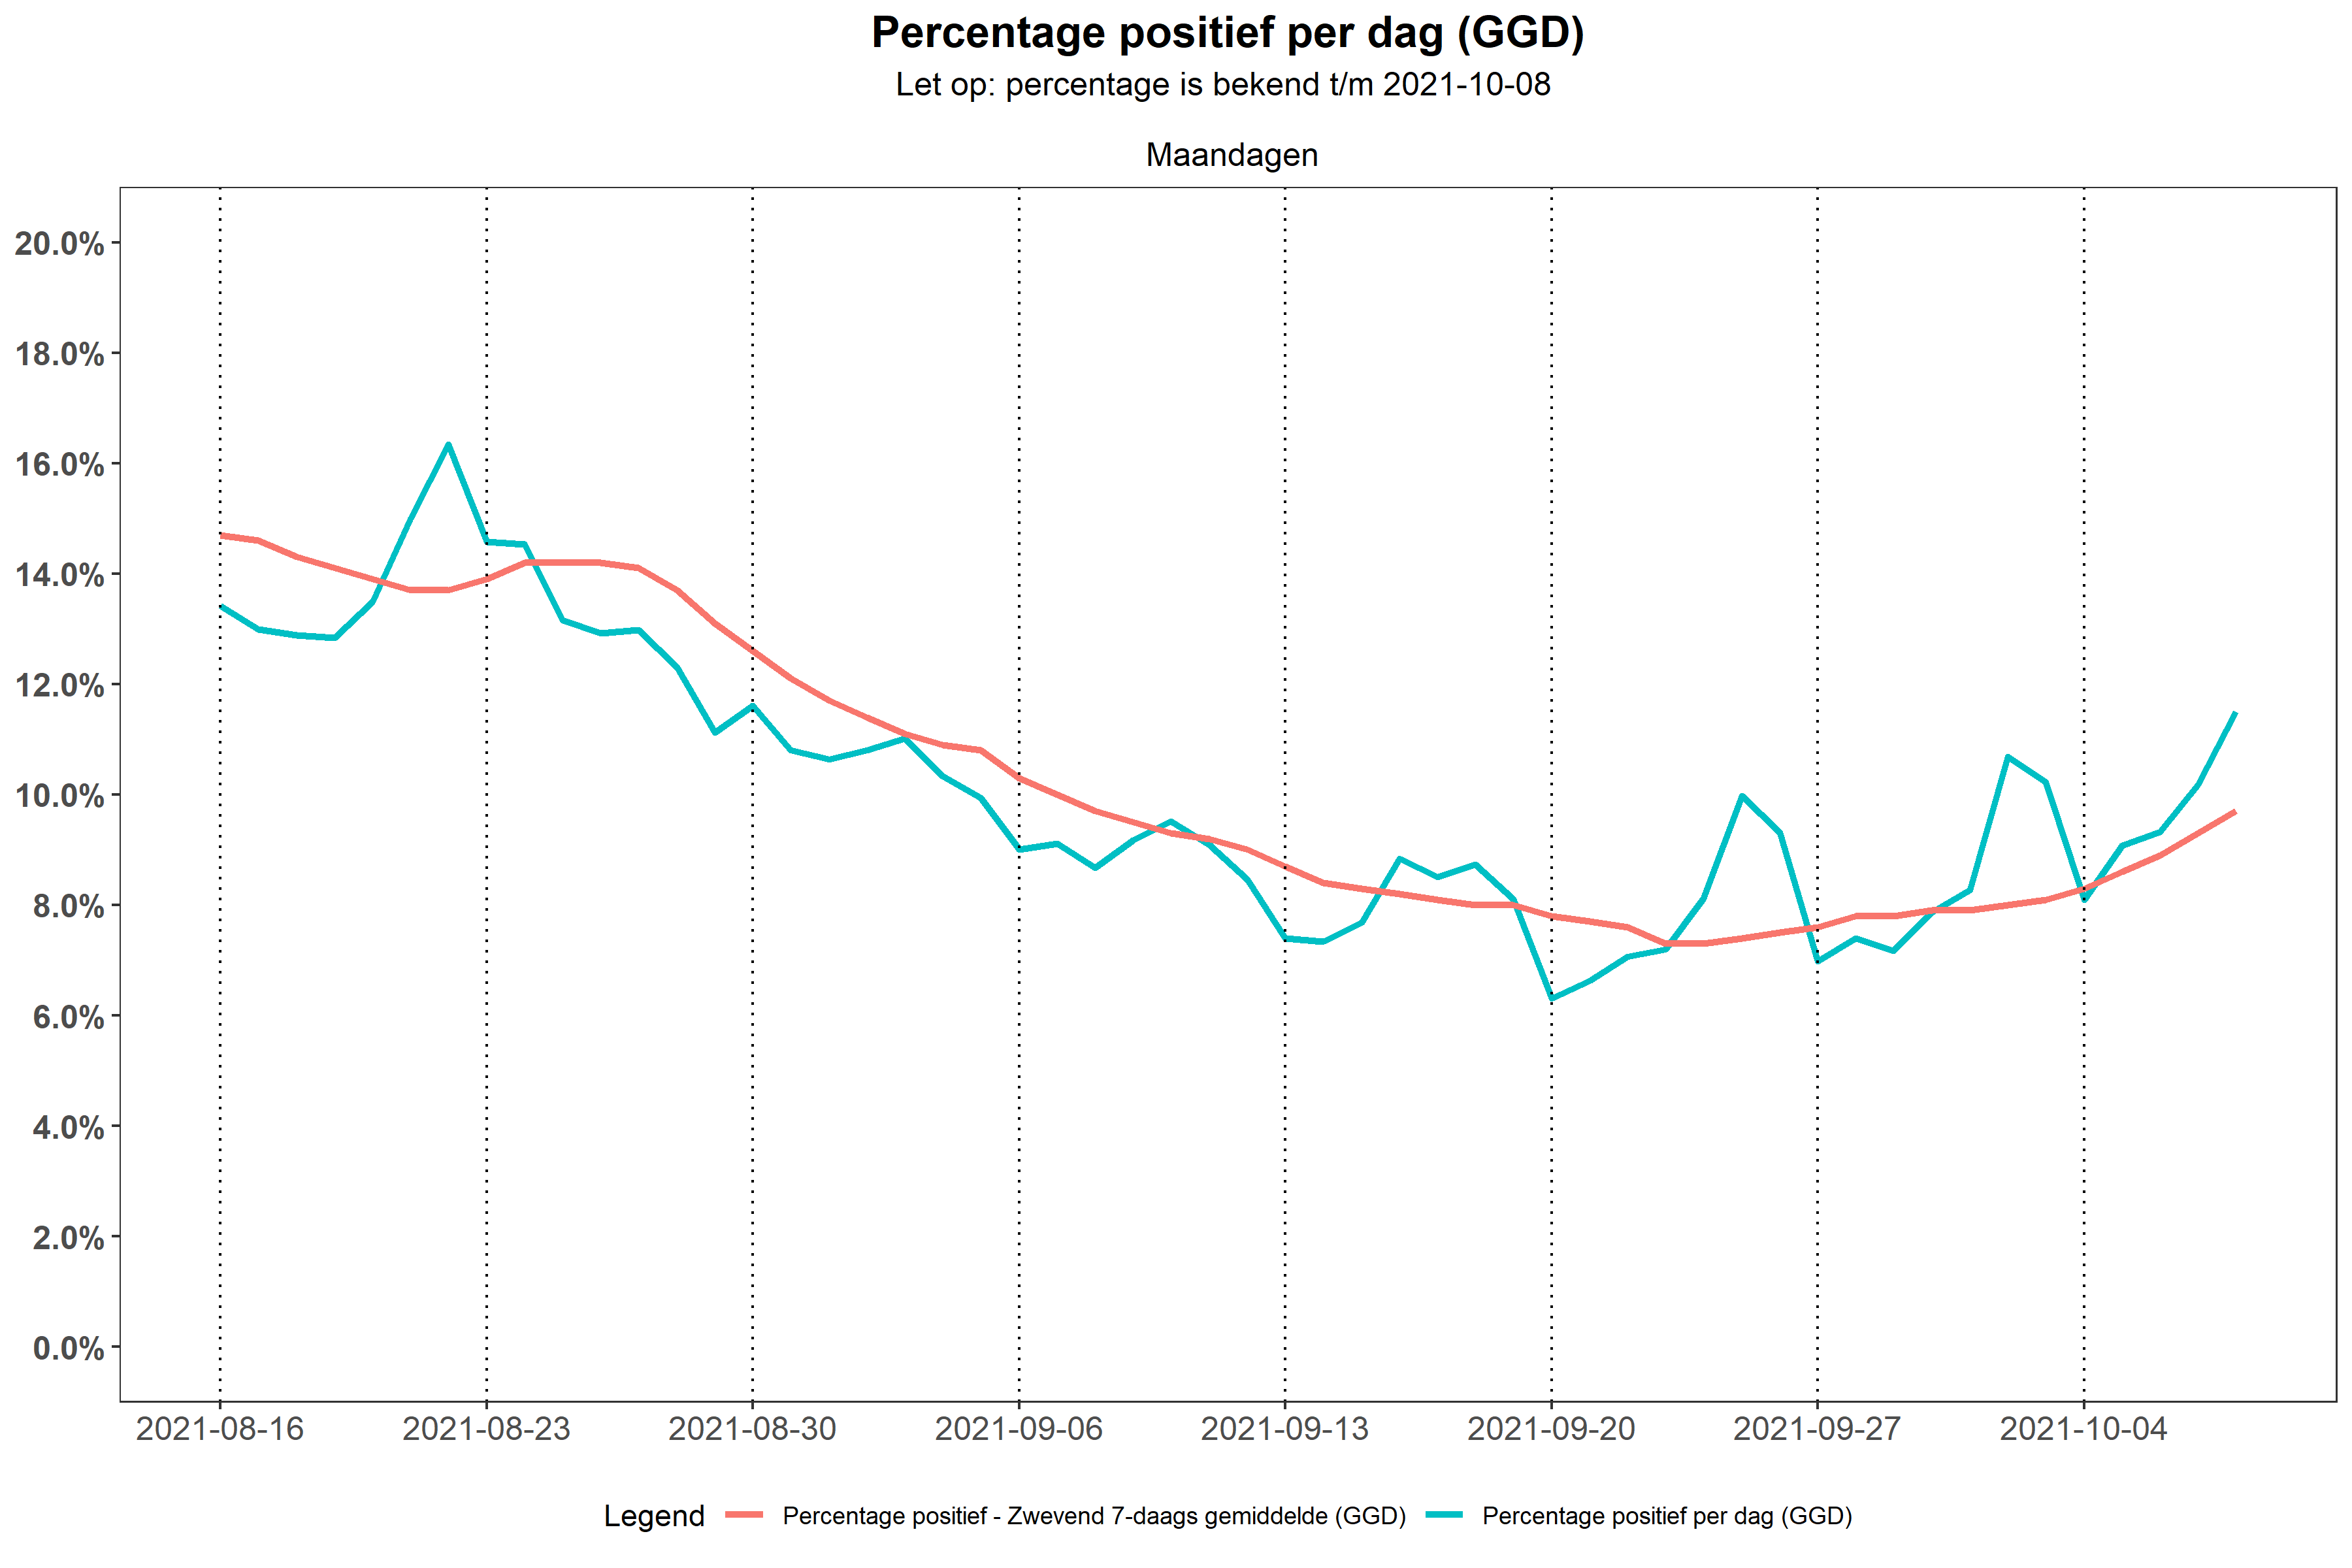 Percentage positief per dag (GGD)
Let op: percentage is bekend t/m 2021-10-08
Maandagen
20.0%
18.0%
16.0%
14.0%
12.0%
10.0%
8.0%
6.0%
4.0%
2.0%
0.0%
2021-08-16 2021-08-23 2021-08-30 2021-09-06 2021-09-13 2021-09-20 2021-09-27 2021-10-04
Legend Percentage positief - Zwevend 7-daags gemiddelde (GGD) Percentage positief per dag (GGD)